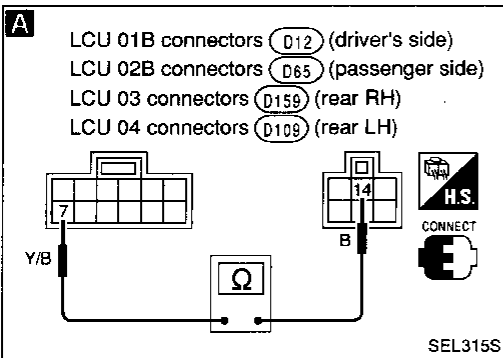 A
LCU 01B connectors D12 (driver's side)
LCU 02B connectors D65 (passenger side)
LCU 03 connectors D159 (rear RH)
LCU 04 connectors D109 (rear LH)
7
14
H.S.
CONNECT
Y/B
B
Ω
SEL315S